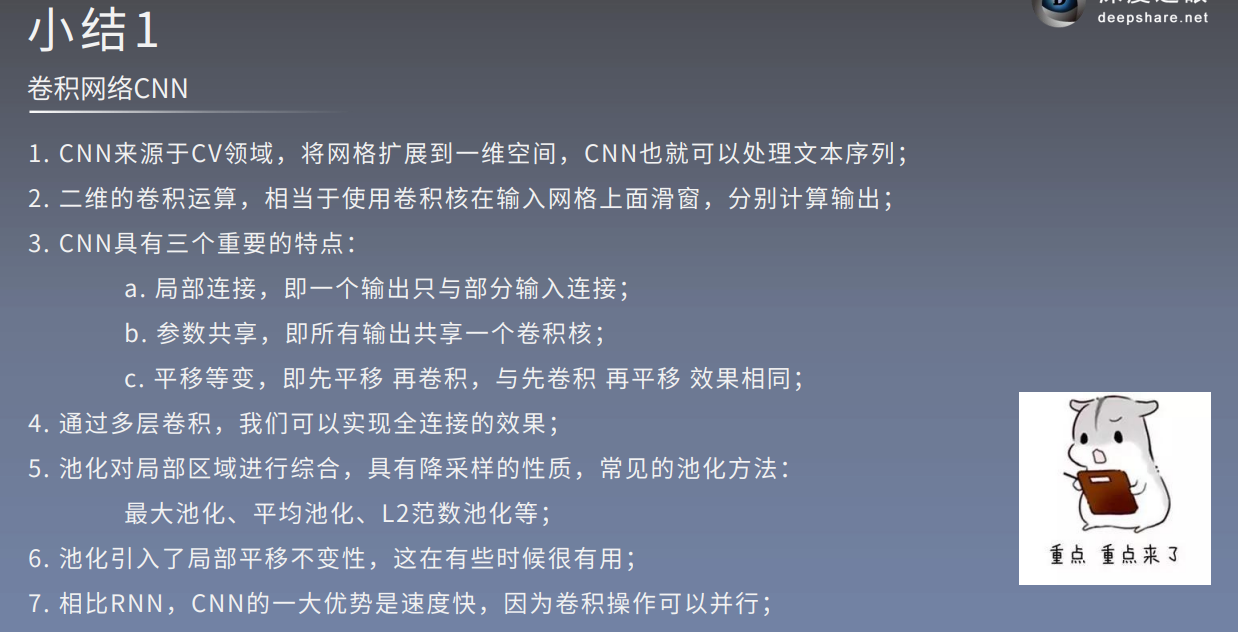 小结1
deepshare.net
卷积网络CNN
1. CNN来源于CV领域，将网格扩展到一维空间，CNN也就可以处理文本序列；
2. 二维的卷积运算，相当于使用卷积核在输入网格上面滑窗，分别计算输出；
3. CNN具有三个重要的特点：
a. 局部连接，即一个输出只与部分输入连接；
b. 参数共享，即所有输出共享一个卷积核；
c. 平移等变，即先平移 再卷积，与先卷积 再平移 效果相同；
4. 通过多层卷积，我们可以实现全连接的效果；
5. 池化对局部区域进行综合，具有降采样的性质，常见的池化方法：
最大池化、平均池化、L2范数池化等；
6. 池化引入了局部平移不变性，这在有些时候很有用；
7. 相比RNN，CNN的一大优势是速度快，因为卷积操作可以并行；
重点 重点来了